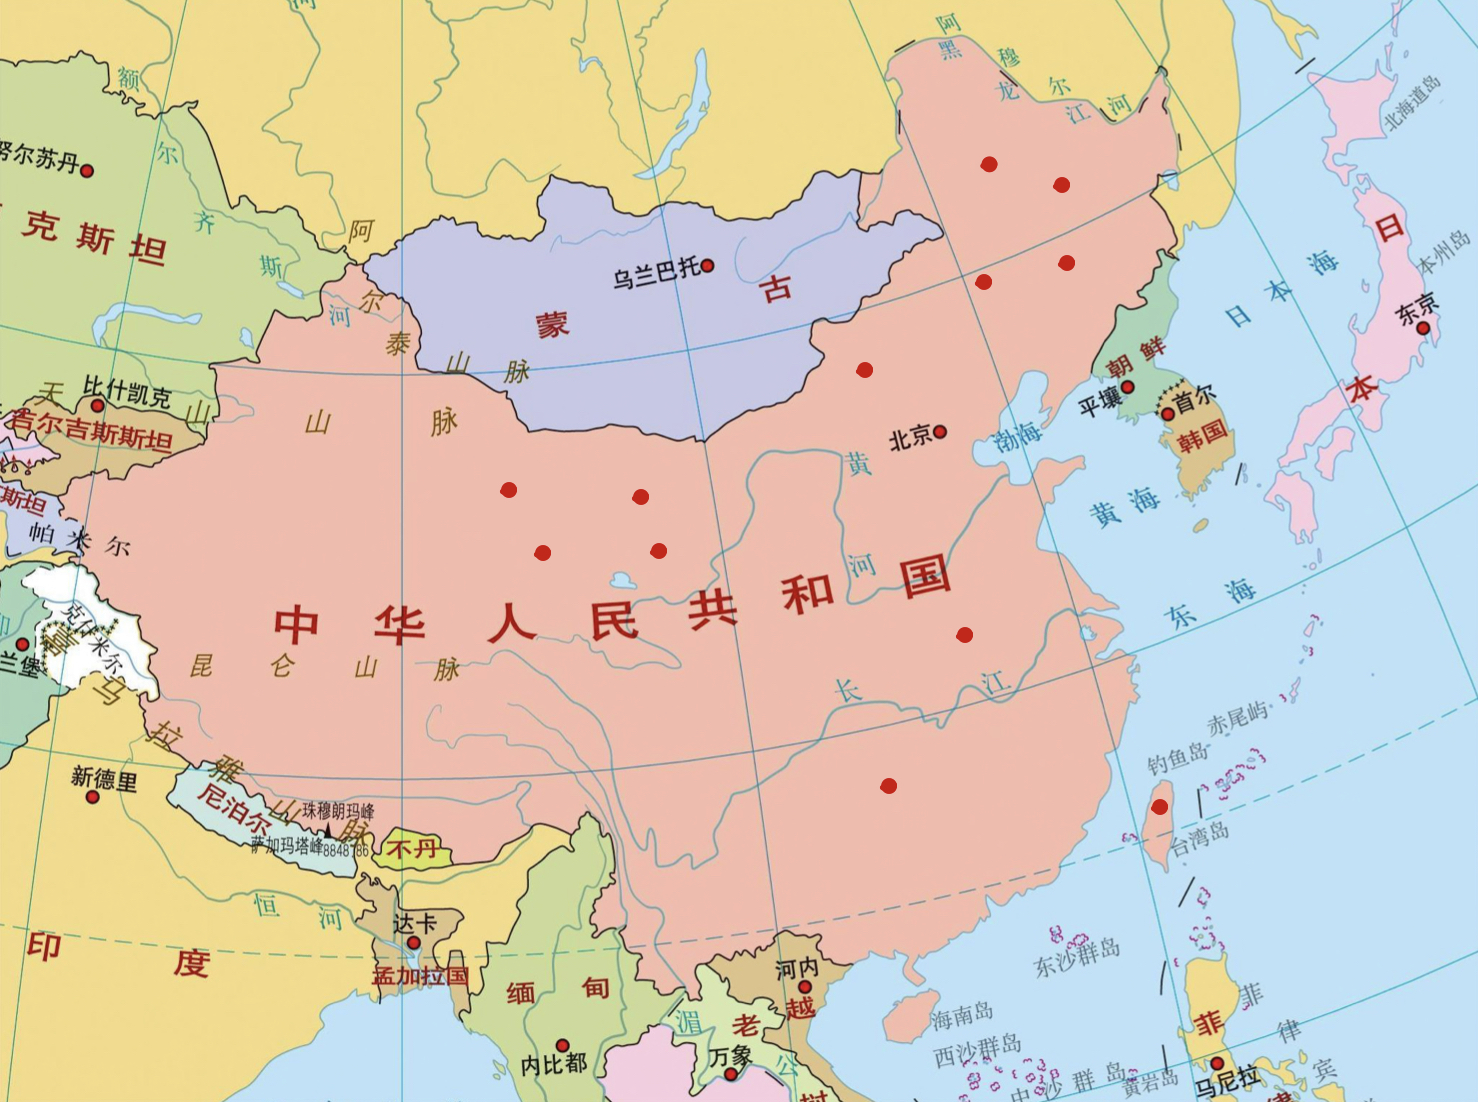 额
尔
齐
斯
河
阿
黑
穆
龙
尔
江
河
北海道岛
努尔苏丹
克斯坦
阿
尔
泰
山
脉
乌兰巴托
蒙
古
日
本
本州岛
东京
日本海
天
山
山
脉
比什凯克
吉尔吉斯斯坦
斯坦
帕米尔
朝鲜
平壤
首尔
韩国
北京
渤海
黄
河
黄海
东海
中华人民共和国
昆仑山脉
克什米尔
兰堡
喜
马
拉
雅
山
脉
长
江
赤尾屿
钓鱼岛
台湾岛
新德里
尼泊尔
珠穆朗玛峰
萨加玛塔峰8848186
不丹
恒河
达卡
孟加拉国
印度
缅甸
内比都
河内
越
老
湄
万象
公
东沙群岛
海南岛
西沙群岛
中沙群岛
黄岩岛
菲
律
宾
菲
马尼拉
律